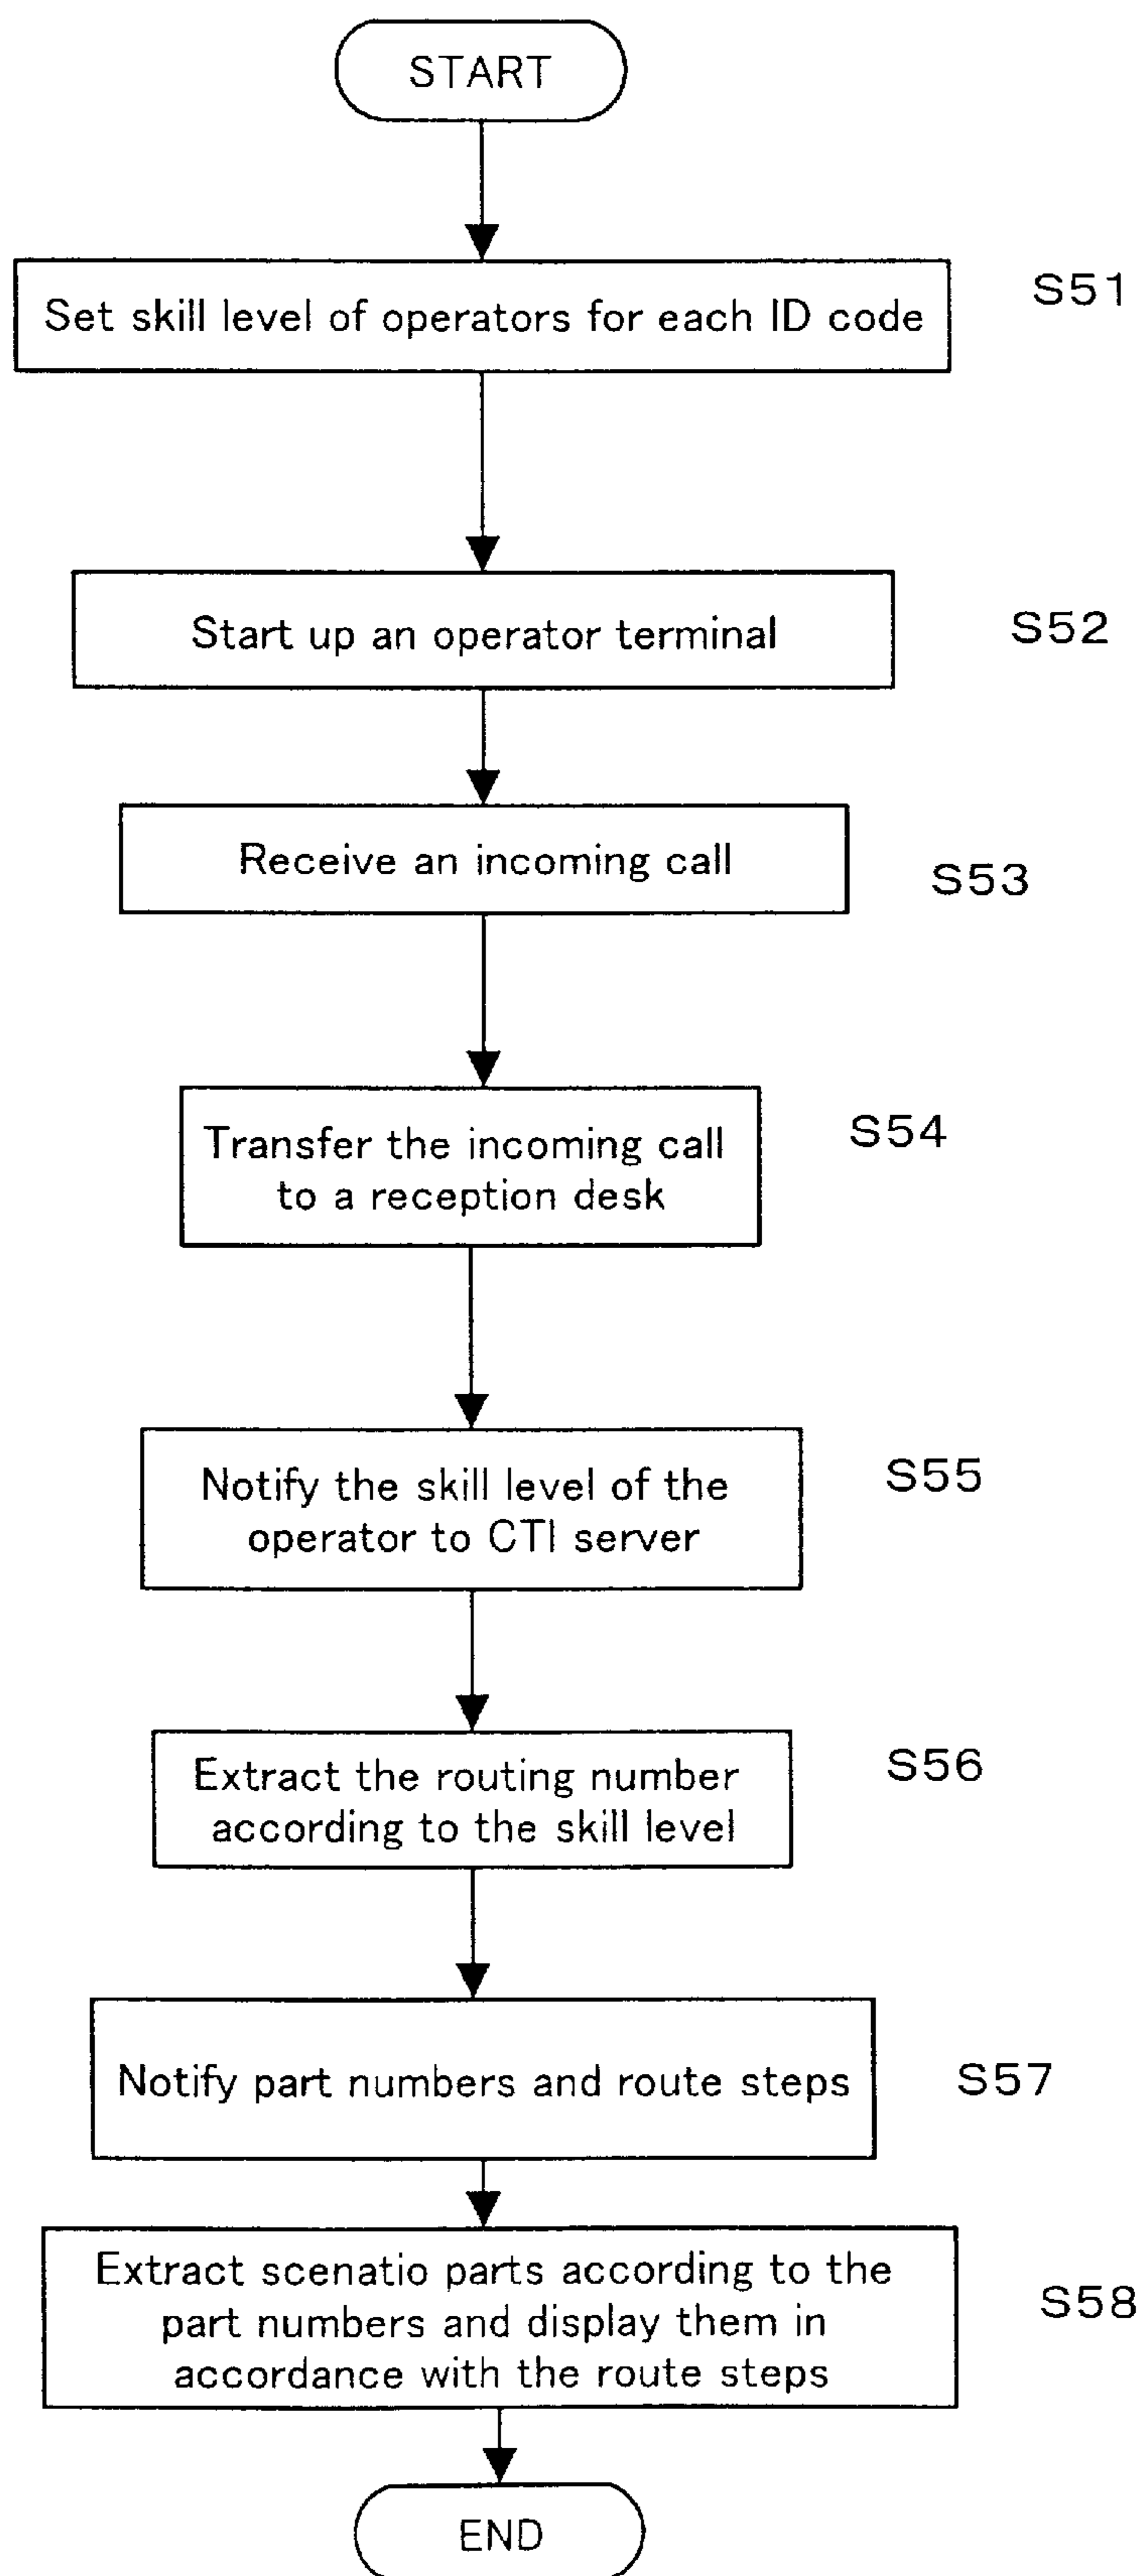 START
Set skill level of operators for each ID code
S51
Start up an operator terminal
S52
Receive an incoming call
S53
Transfer the incoming call
to a reception desk
S54
Notify the skill level of the
operator to CTI server
S55
Extract the routing number
according to the skill level
S56
Notify part numbers and route steps
S57
Extract scenatio parts according to the
part numbers and display them in
accordance with the route steps
S58
END